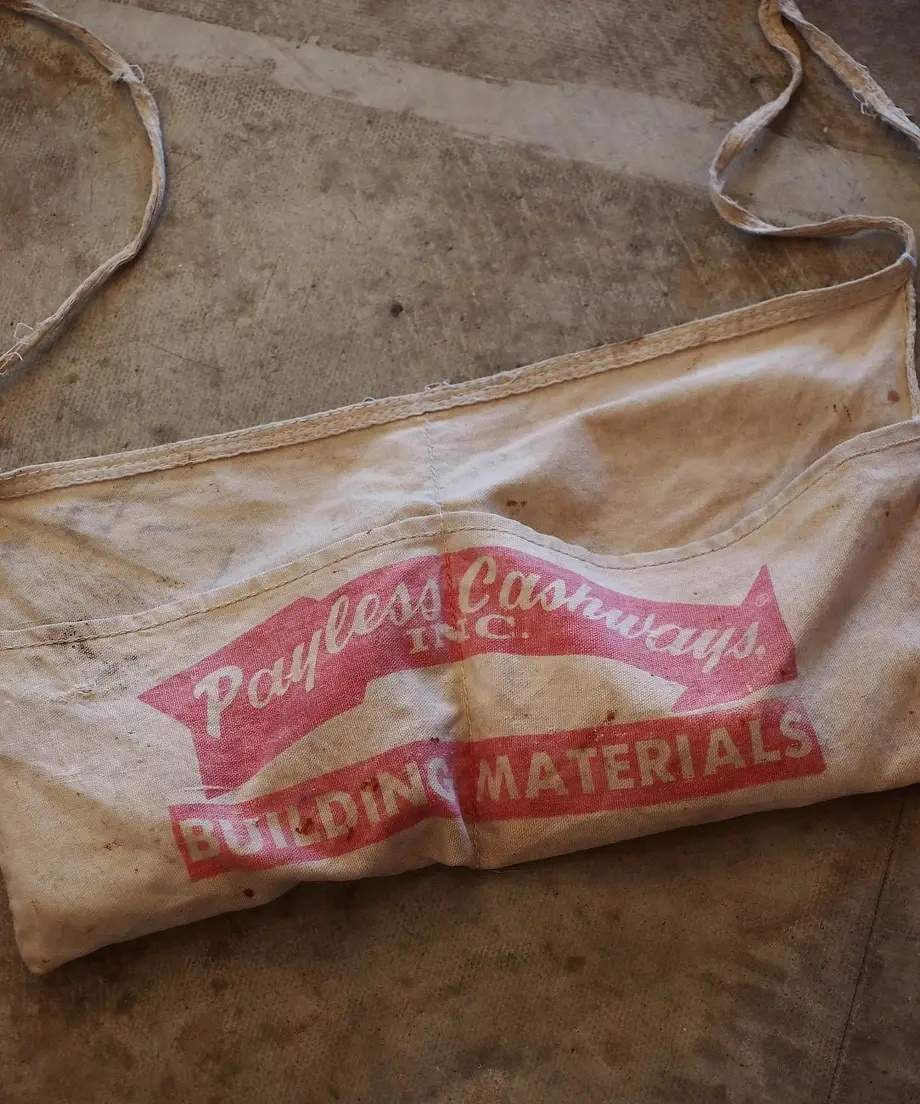 Payless Cashways.
INC.
®
BUILDING MATERIALS